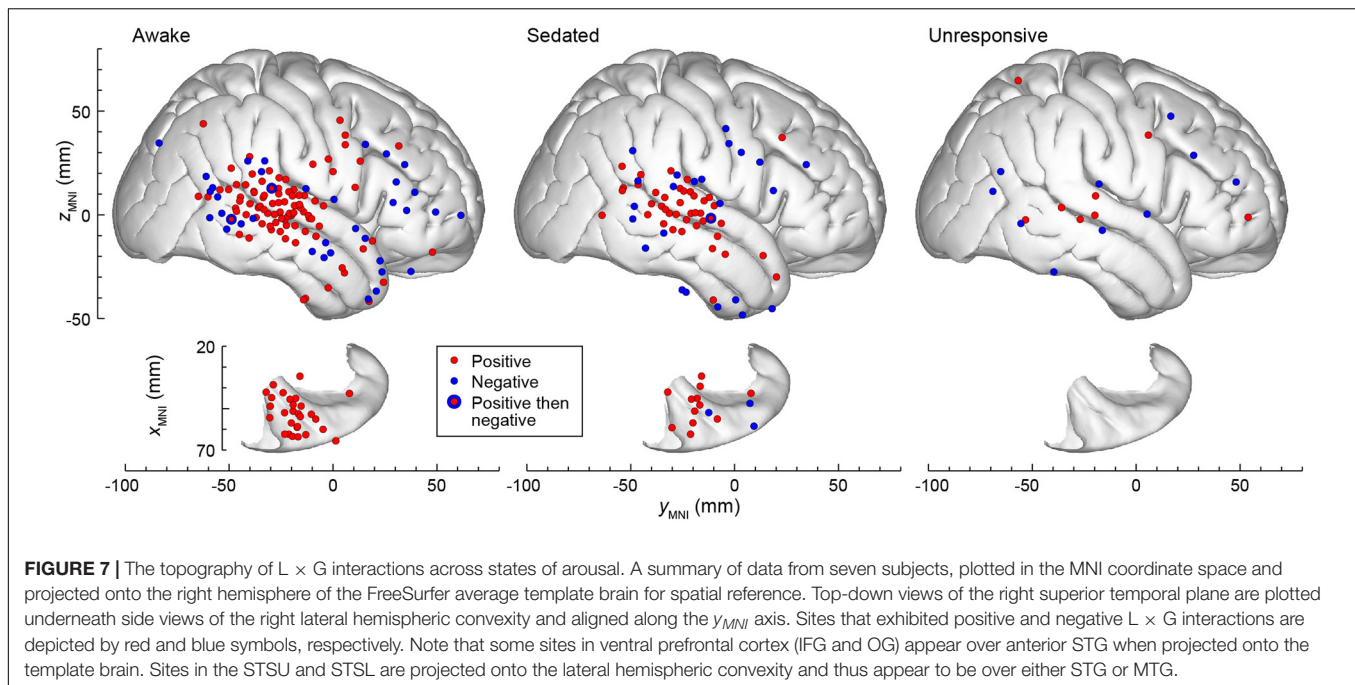 Awake
Sedated
Unresponsive
50
0
-50
z MNI (mm)
20
70
x MNI (mm)
Positive
Negative
Positive then
negative
-100 -50 0 50 -100 -50 0 50 -100 -50 0 50
y MNI (mm)
FIGURE 7 | The topography of L × G interactions across states of arousal. A summary of data from seven subjects, plotted in the MNI coordinate space and
projected onto the right hemisphere of the FreeSurfer average template brain for spatial reference. Top-down views of the right superior temporal plane are plotted
underneath side views of the right lateral hemispheric convexity and aligned along the yMNI axis. Sites that exhibited positive and negative L × G interactions are
depicted by red and blue symbols, respectively. Note that some sites in ventral prefrontal cortex (IFG and OG) appear over anterior STG when projected onto the
template brain. Sites in the STSU and STSL are projected onto the lateral hemispheric convexity and thus appear to be over either STG or MTG.